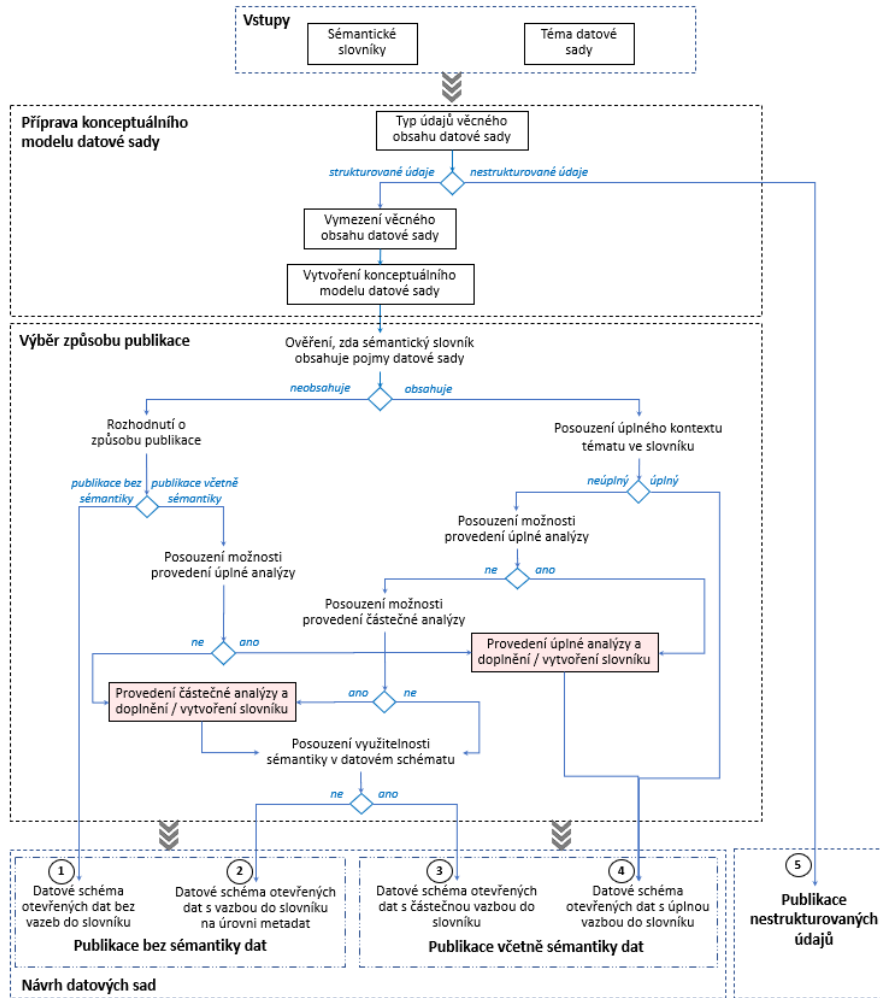 Vstupy
Sémantické
slovníky
Téma datové
sady
Příprava konceptuálního
modelu datové sady
Typ údajů věcného
obsahu datové sady
strukturované údaje
nestrukturované údaje
Vymezení věcného
obsahu datové sady
Vytvoření konceptuálního
modelu datové sady
Výběr způsobu publikace
Ověření, zda sémantický slovník
obsahuje pojmy datové sady
neobsahuje
obsahuje
Rozhodnutí o
způsobu publikace
Posouzení úplného kontextu
tématu ve slovníku
publikace bez
sémantiky
publikace včetně
sémantiky
neúplný
úplný
Posouzení možnosti
provedení úplné analýzy
Posouzení možnosti
provedení úplné analýzy
ne
ano
Posouzení možnosti
provedení částečné analýzy
ne
ano
Provedení úplné analýzy a
doplnění / vytvoření slovníku
Provedení částečné analýzy a
doplnění / vytvoření slovníku
ano
ne
Posouzení využitelnosti
sémantiky v datovém schématu
ne
ano
1
2
3
4
5
Datové schéma
otevřených dat bez
vazeb do slovníku
Datové schéma otevřených
dat s vazbou do slovníku
na úrovni metadat
Datové schéma otevřených
dat s částečnou vazbou do
slovníku
Datové schéma
otevřených dat s úplnou
vazbou do slovníku
Publikace
nestrukturovaných
údajů
Publikace bez sémantiky dat
Publikace včetně sémantiky dat
Návrh datových sad